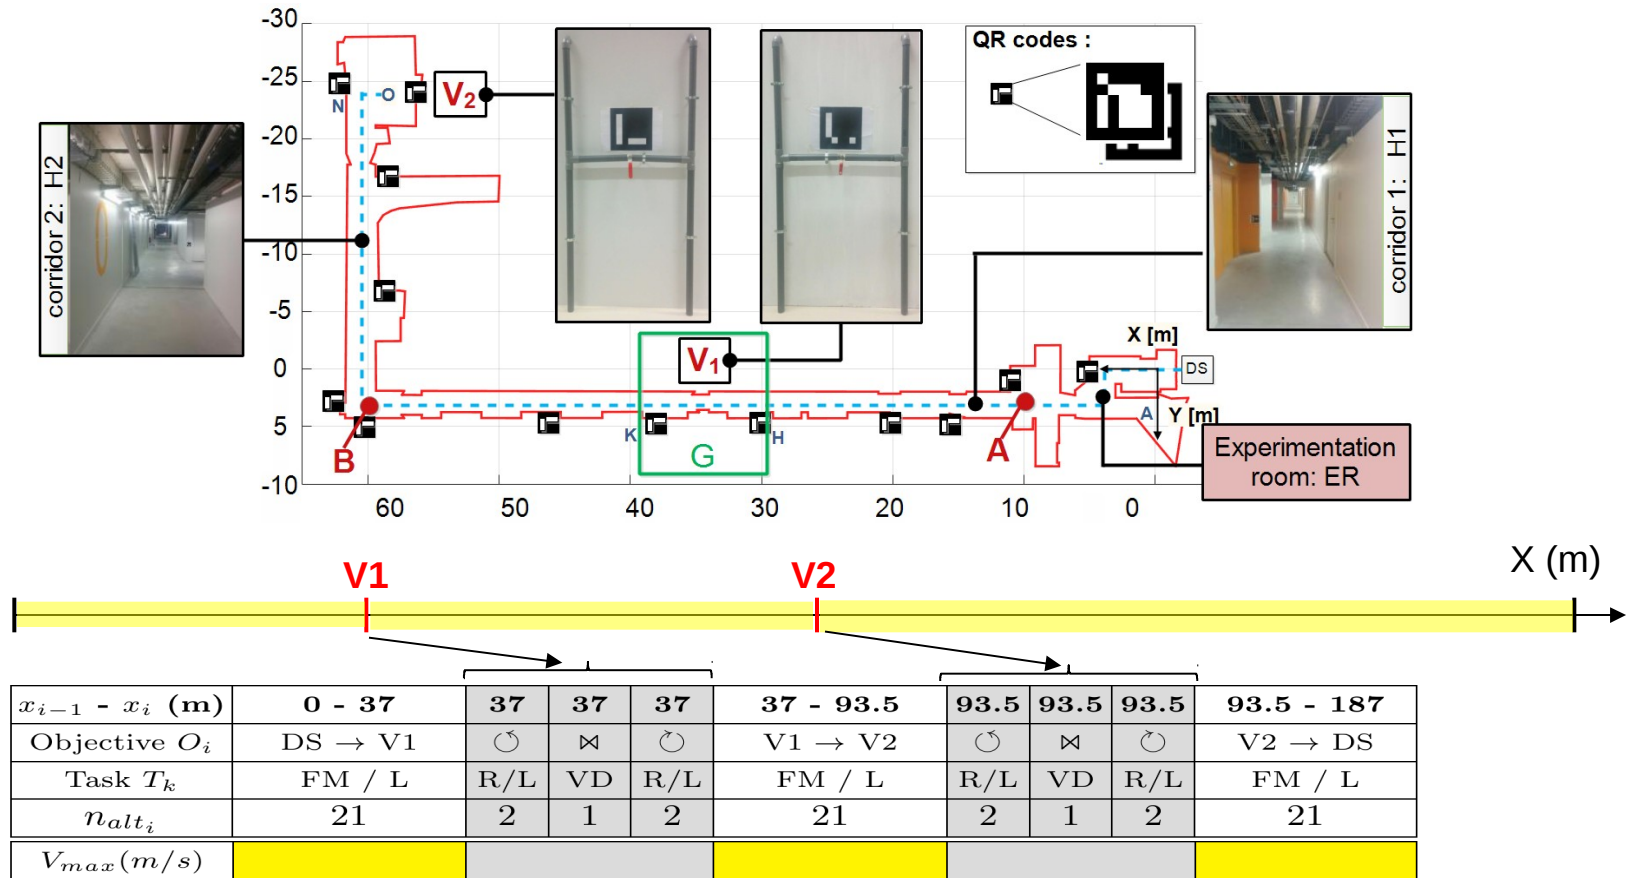 -30
-25
-20
-15
-10
-5
0
5
-10
60
50
40
30
20
10
0
N
O
V₂
QR codes :
corridor 2: H2
corridor 1: H1
X [m]
DS
V₁
A
Y [m]
K
H
G
B
A
Experimentation
room: ER
X (m)
V1
V2
xᵢ₋₁ - xᵢ (m) 0 - 37 37 37 37 37 - 93.5 93.5 93.5 93.5 93.5 - 187
Objective Oᵢ DS → V1 ↺ ⋈ ↻ V1 → V2 ↺ ⋈ ↻ V2 → DS
Task Tₖ FM / L R/L VD R/L FM / L R/L VD R/L FM / L
n_{alt_i} 21 2 1 2 21 2 1 2 21
V_{max}(m/s)